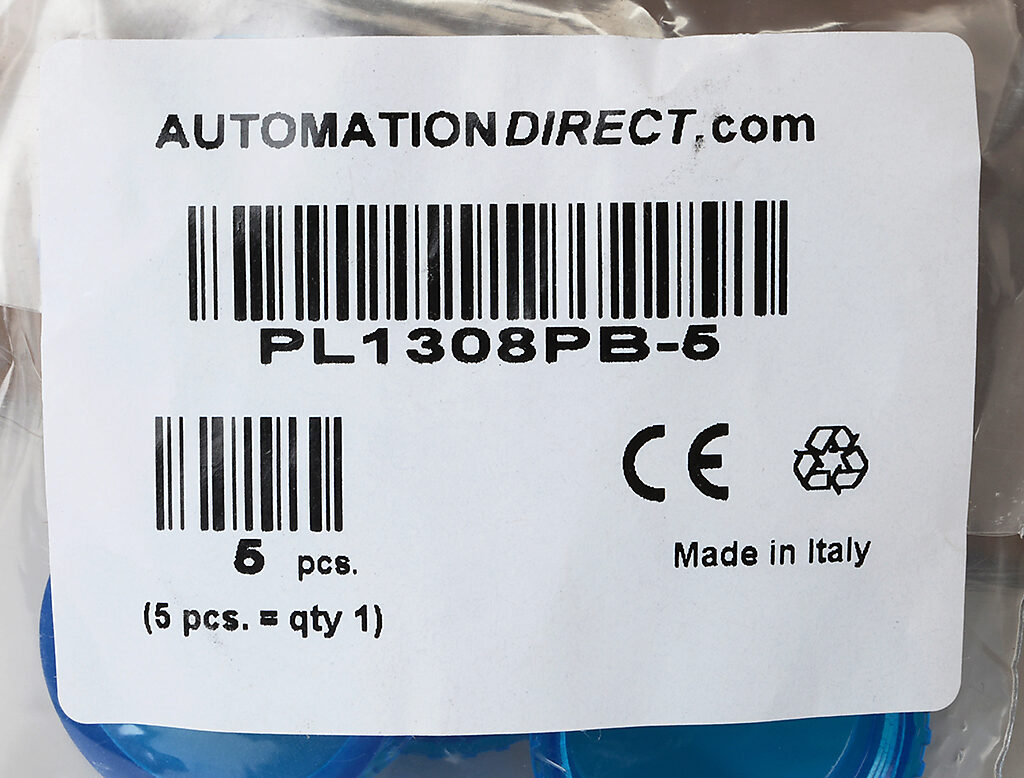 AUTOMATIONDIRECT.com
PL1308PB-5
CE
5 pcs.
Made in Italy
(5 pcs. = qty 1)